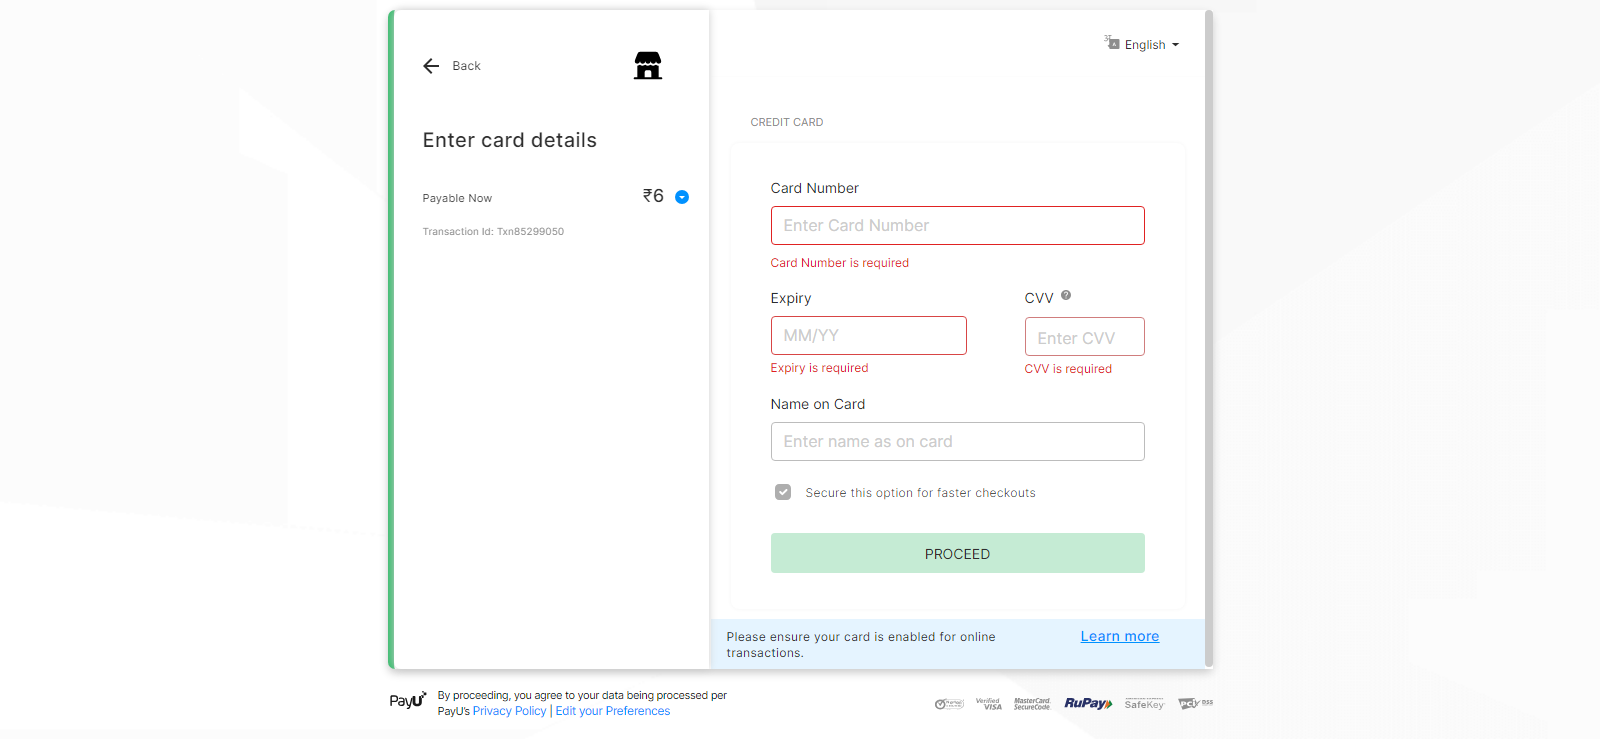 Back
Enter card details
Payable Now ₹6
Transaction Id: Txn85299050
English
CREDIT CARD
Card Number
Enter Card Number
Card Number is required
Expiry
MM/YY
Expiry is required
CVV
Enter CVV
CVV is required
Name on Card
Enter name as on card
Secure this option for faster checkouts
PROCEED
Please ensure your card is enabled for online
transactions.
Learn more
PayU
By proceeding, you agree to your data being processed per
PayU's Privacy Policy | Edit your Preferences
Verified
VISA
MasterCard
SecureCode
RuPay
SafeKey
PCI DSS